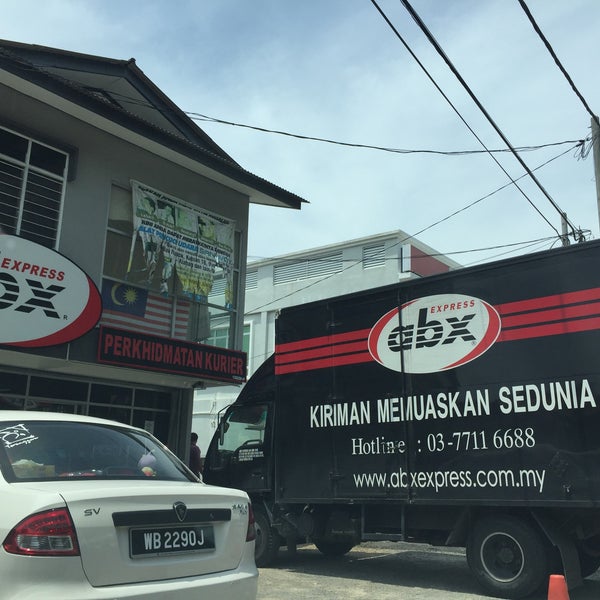 EXPRESS
abx
PERKHIDMATAN KURIER
EXPRESS
abx
KIRIMAN MEMUASKAN SEDUNIA
Hotline : 03-7711 6688
www.abxexpress.com.my
SV
WB 2290J